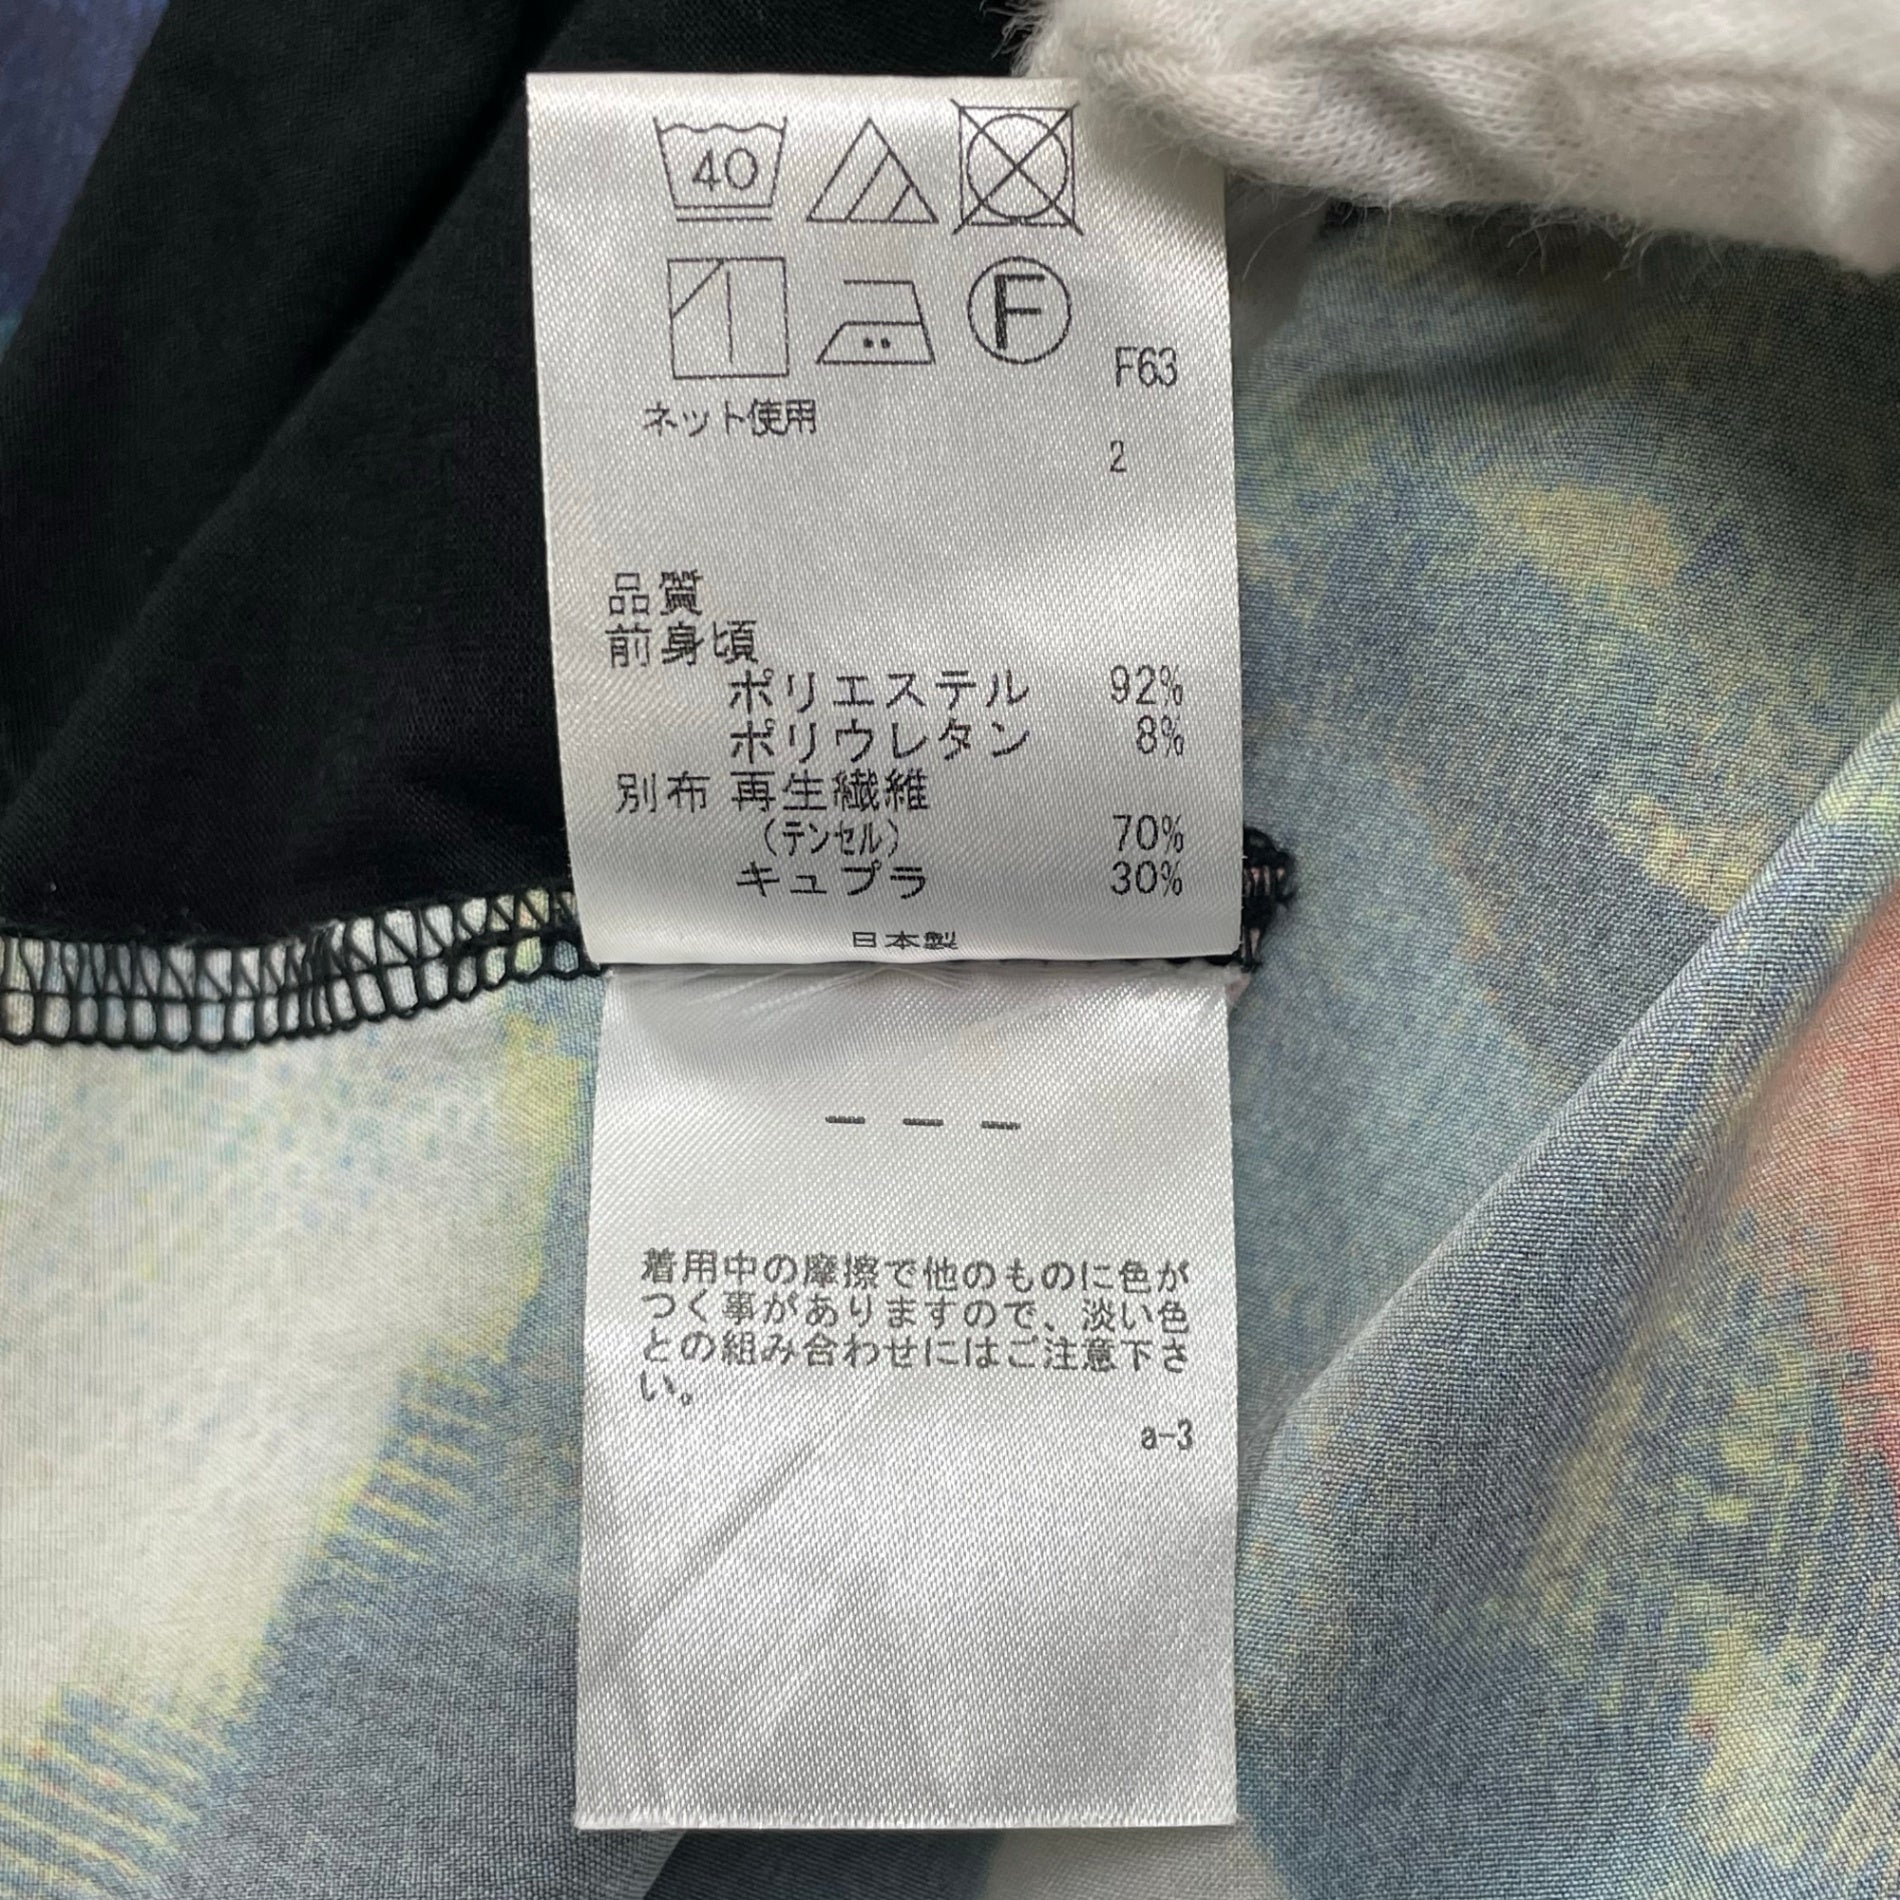 40
F
F63
ネット使用
2
品質
前身頃
ポリエステル 92%
ポリウレタン 8%
別布 再生繊維
(テンセル) 70%
キュプラ 30%
日本製
— — —
着用中の摩擦で他のものに色が
つく事がありますので、淡い色
との組み合わせにはご注意下さ
い。
a-3